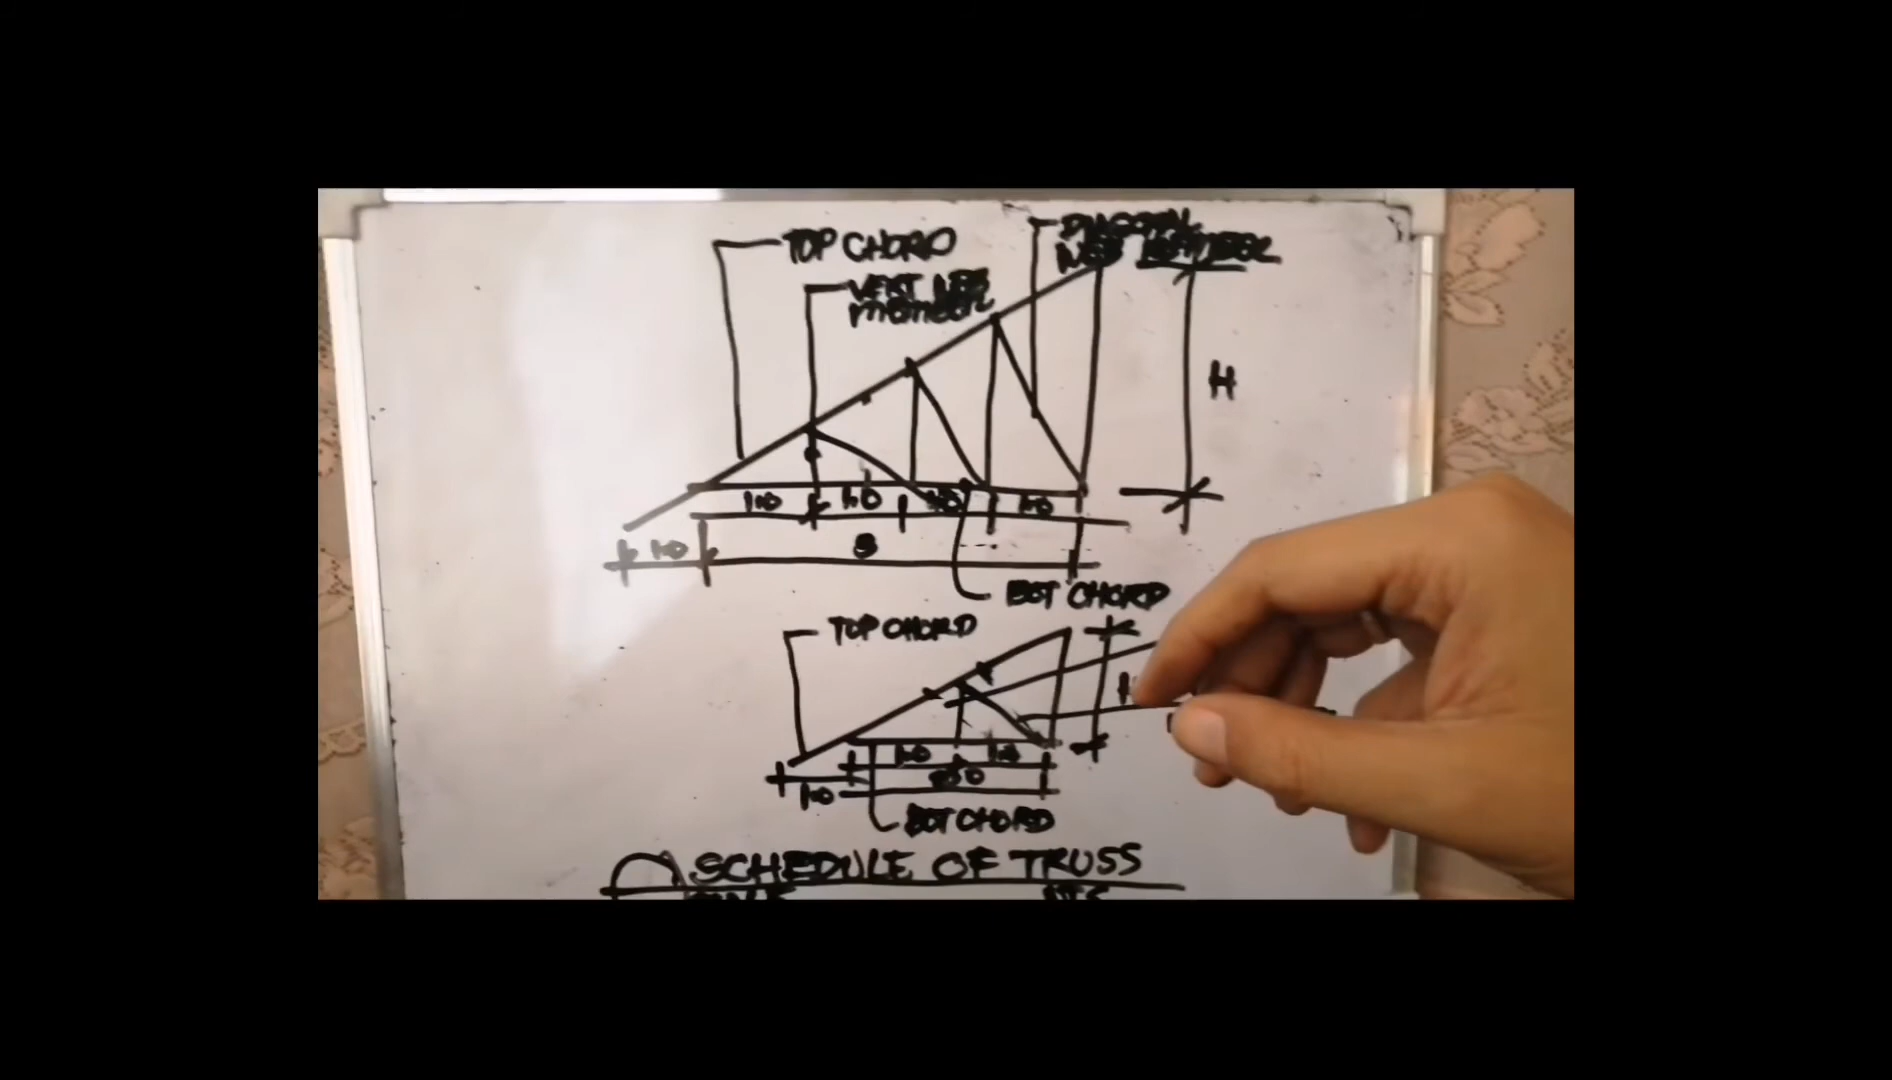 TOP CHORD
DIAGONAL
WEB MEMBER
VERT WEB
member
H
1.0 1.0 1.0 1.0
1.0
BOT CHORD
TOP CHORD
1.0 1.0
1.0
BOT CHORD
SCHEDULE OF TRUSS